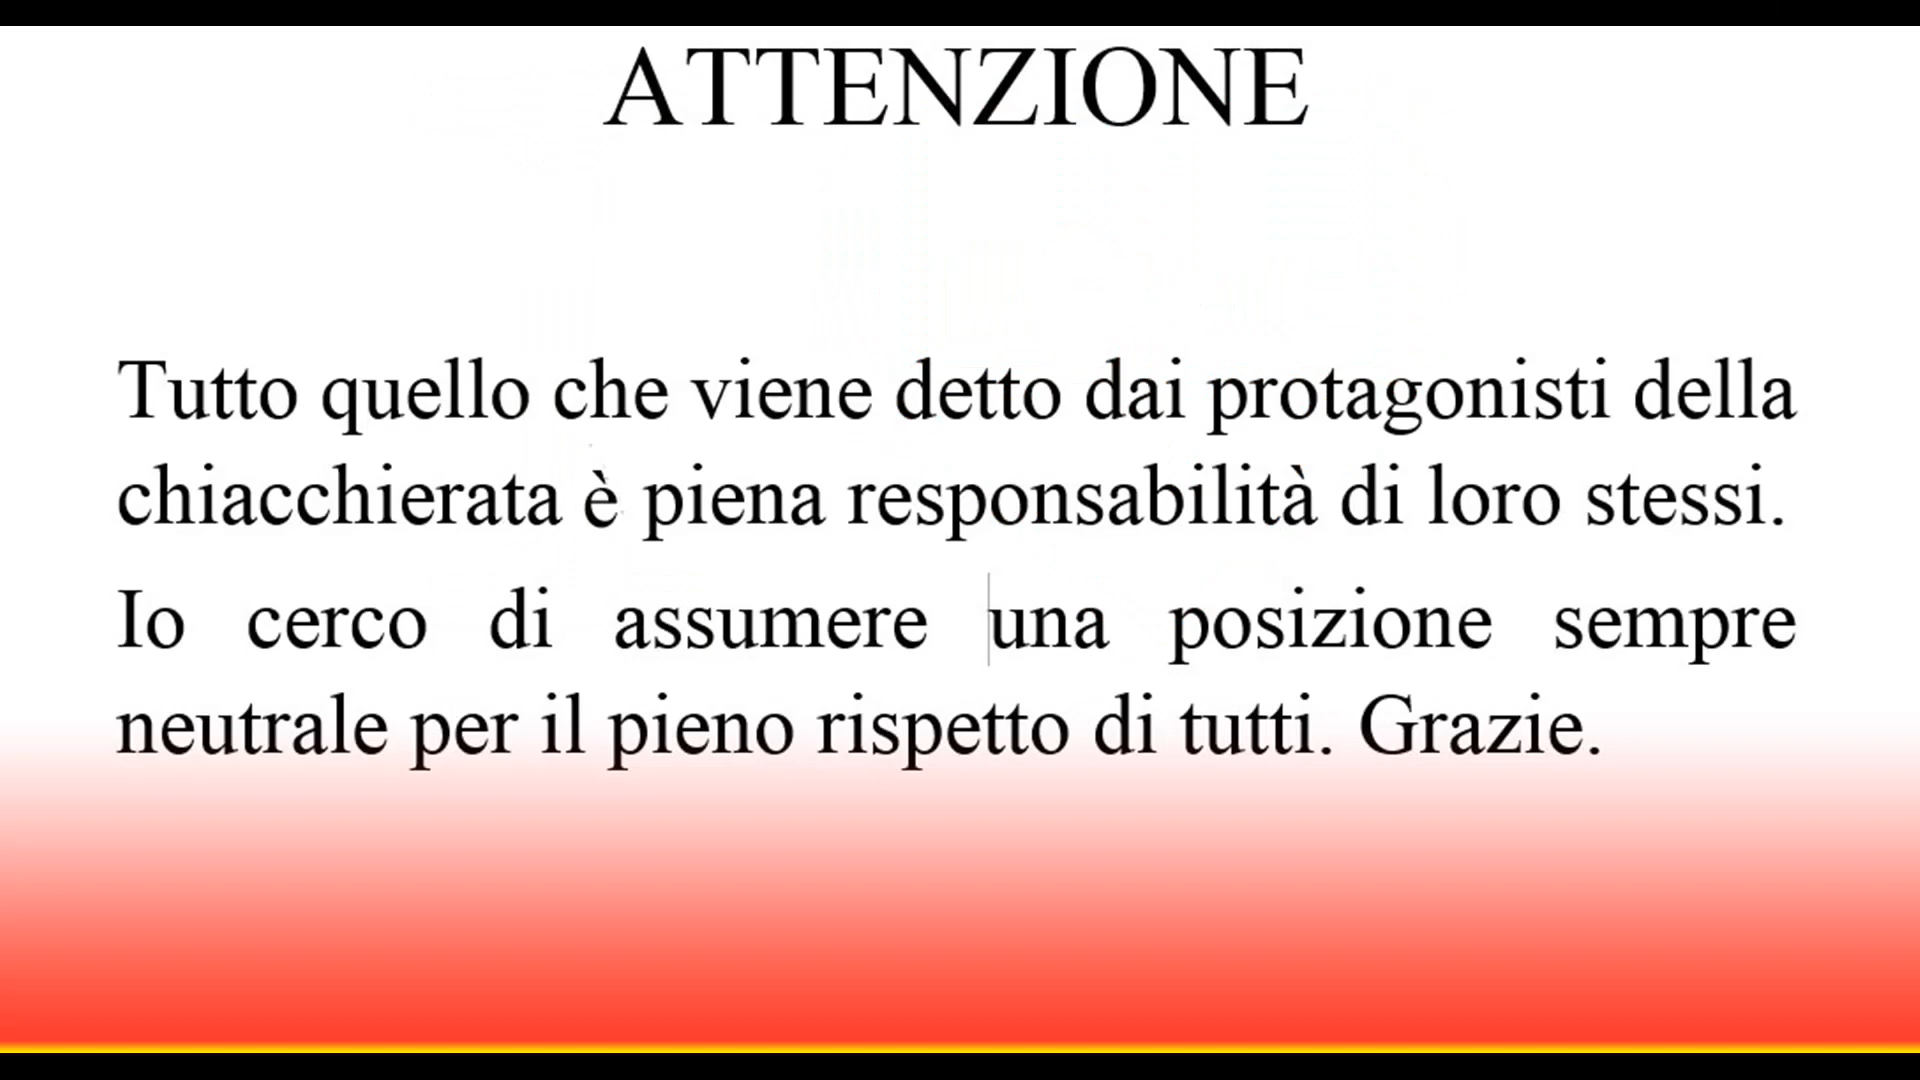 ATTENZIONE
Tutto quello che viene detto dai protagonisti della
chiacchierata è piena responsabilità di loro stessi.
Io cerco di assumere una posizione sempre
neutrale per il pieno rispetto di tutti. Grazie.